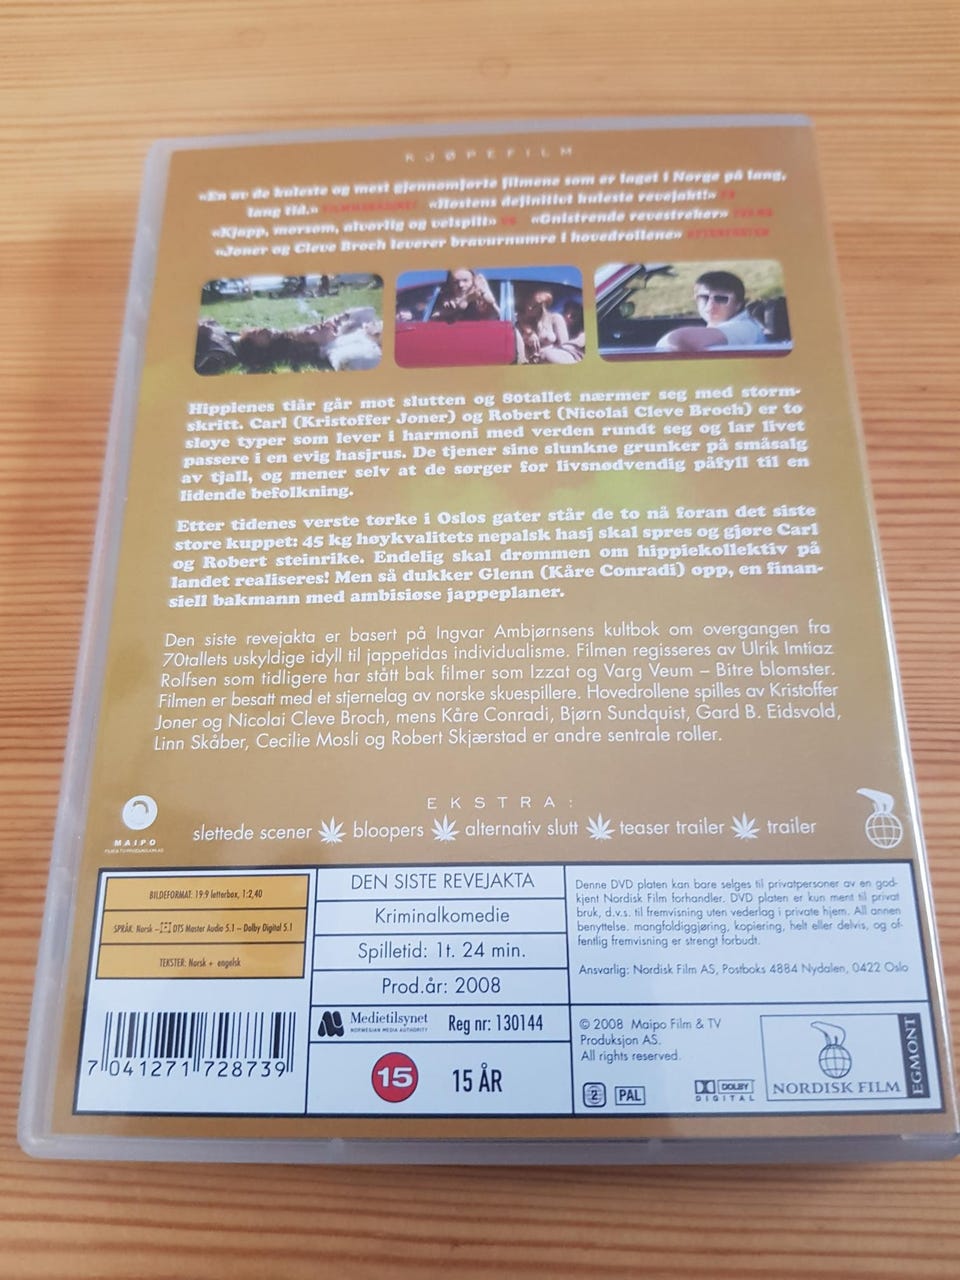 KJØPEFILM
«En av de kuleste og mest gjennomførte filmene som er laget i Norge på lang,
lang tid.» FILMMAGASINET «Høstens definitivt kuleste revejakt!»
«Kjapp, morsom, alvorlig og velspilt» VG «Gnistrende revestreker»
«Joner og Cleve Broch leverer bravurnumre i hovedrollene» AFTENPOSTEN
Hippienes tiår går mot slutten og 80tallet nærmer seg med storm-
skritt. Carl (Kristoffer Joner) og Robert (Nicolai Cleve Broch) er to
sløye typer som lever i harmoni med verden rundt seg og lar livet
passere i en evig hasjrus. De tjener sine slunkne grunker på småsalg
av tjall, og mener selv at de sørger for livsnødvendig påfyll til en
lidende befolkning.
Etter tidenes verste tørke i Oslos gater står de to nå foran det siste
store kuppet: 45 kg høykvalitets nepalsk hasj skal spres og gjøre Carl
og Robert steinrike. Endelig skal drømmen om hippiekollektiv på
landet realiseres! Men så dukker Glenn (Kåre Conradi) opp, en finan-
siell bakmann med ambisiøse jappeplaner.
Den siste revejakta er basert på Ingvar Ambjørnsens kultbok om overgangen fra
70tallets uskyldige idyll til jappetidas individualisme. Filmen regisseres av Ulrik Imtiaz
Rolfsen som tidligere har stått bak filmer som Izzat og Varg Veum – Bitre blomster.
Filmen er besatt med et stjernelag av norske skuespillere. Hovedrollene spilles av Kristoffer
Joner og Nicolai Cleve Broch, mens Kåre Conradi, Bjørn Sundquist, Gard B. Eidsvold,
Linn Skåber, Cecilie Mosli og Robert Skjærstad er andre sentrale roller.
EKSTRA:
slettede scener bloopers alternativ slutt teaser trailer trailer
MAIPO
FILM & TV PRODUKSJON AS
BILDEFORMAT: 19:9 letterbox, 1:2,40
SPRÅK: Norsk – DTS Master Audio 5.1 – Dolby Digital 5.1
TEKSTER: Norsk + engelsk
7 041271 728739
DEN SISTE REVEJAKTA
Kriminalkomedie
Spilletid: 1t. 24 min.
Prod.år: 2008
Medietilsynet
NORWEGIAN MEDIA AUTHORITY
Reg nr: 130144
15
15 ÅR
Denne DVD platen kan bare selges til privatpersoner av en god-
kjent Nordisk Film forhandler. DVD platen er kun ment til privat
bruk, d.v.s. til fremvisning uten vederlag i private hjem. All annen
benyttelse. mangfoldiggjøring, kopiering, helt eller delvis, og of-
fentlig fremvisning er strengt forbudt.
Ansvarlig: Nordisk Film AS, Postboks 4884 Nydalen, 0422 Oslo
© 2008 Maipo Film & TV
Produksjon AS.
All rights reserved.
2
PAL
DOLBY
DIGITAL
NORDISK FILM
EGMONT